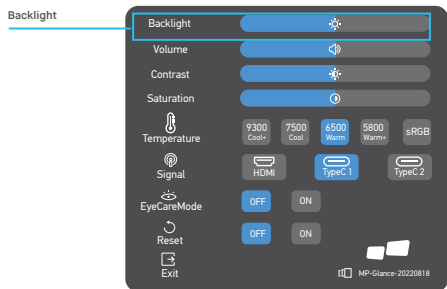 Backlight
Backlight
Volume
Contrast
Saturation
Temperature
9300 Cool+
7500 Cool
6500 Warm
5800 Warm+
sRGB
Signal
HDMI
TypeC 1
TypeC 2
EyeCareMode
OFF
ON
Reset
OFF
ON
Exit
MP-Glance-20220818